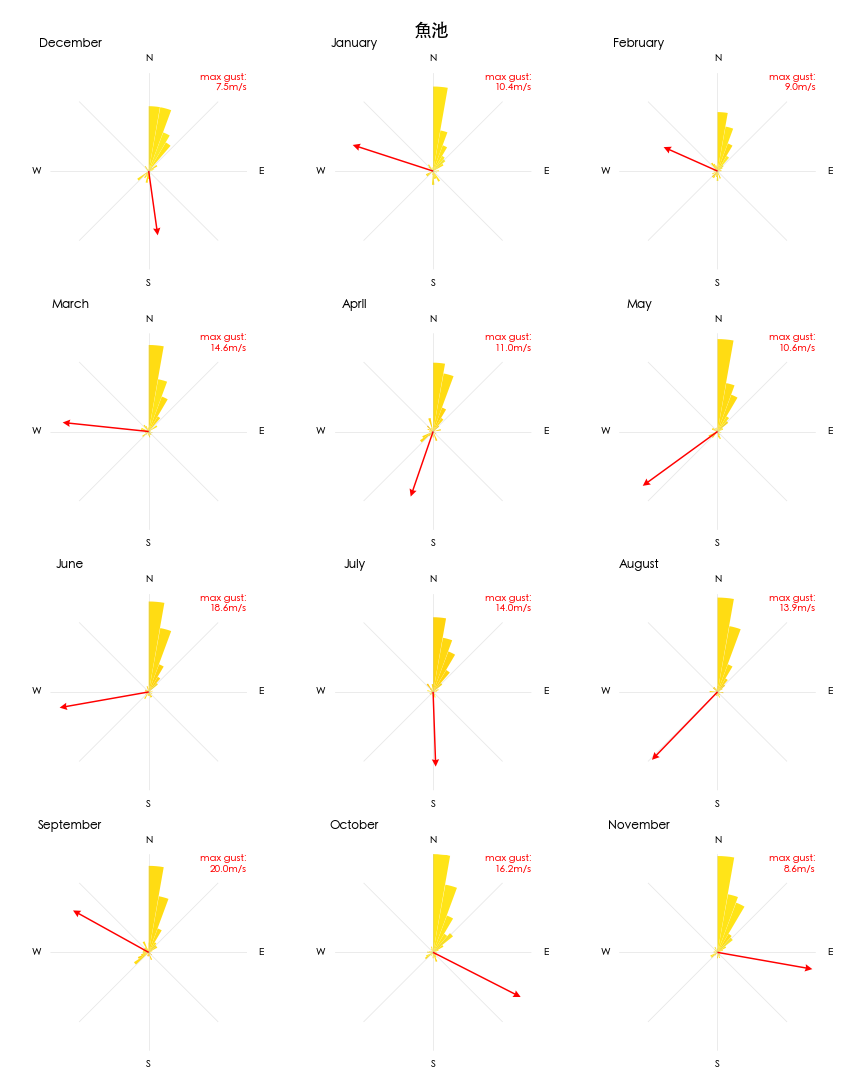 魚池
December
January
February
N
N
N
max gust:
7.5m/s
max gust:
10.4m/s
max gust:
9.0m/s
W
E
W
E
W
E
S
S
S
March
April
May
N
N
N
max gust:
14.6m/s
max gust:
11.0m/s
max gust:
10.6m/s
W
E
W
E
W
E
S
S
S
June
July
August
N
N
N
max gust:
18.6m/s
max gust:
14.0m/s
max gust:
13.9m/s
W
E
W
E
W
E
S
S
S
September
October
November
N
N
N
max gust:
20.0m/s
max gust:
16.2m/s
max gust:
8.6m/s
W
E
W
E
W
E
S
S
S